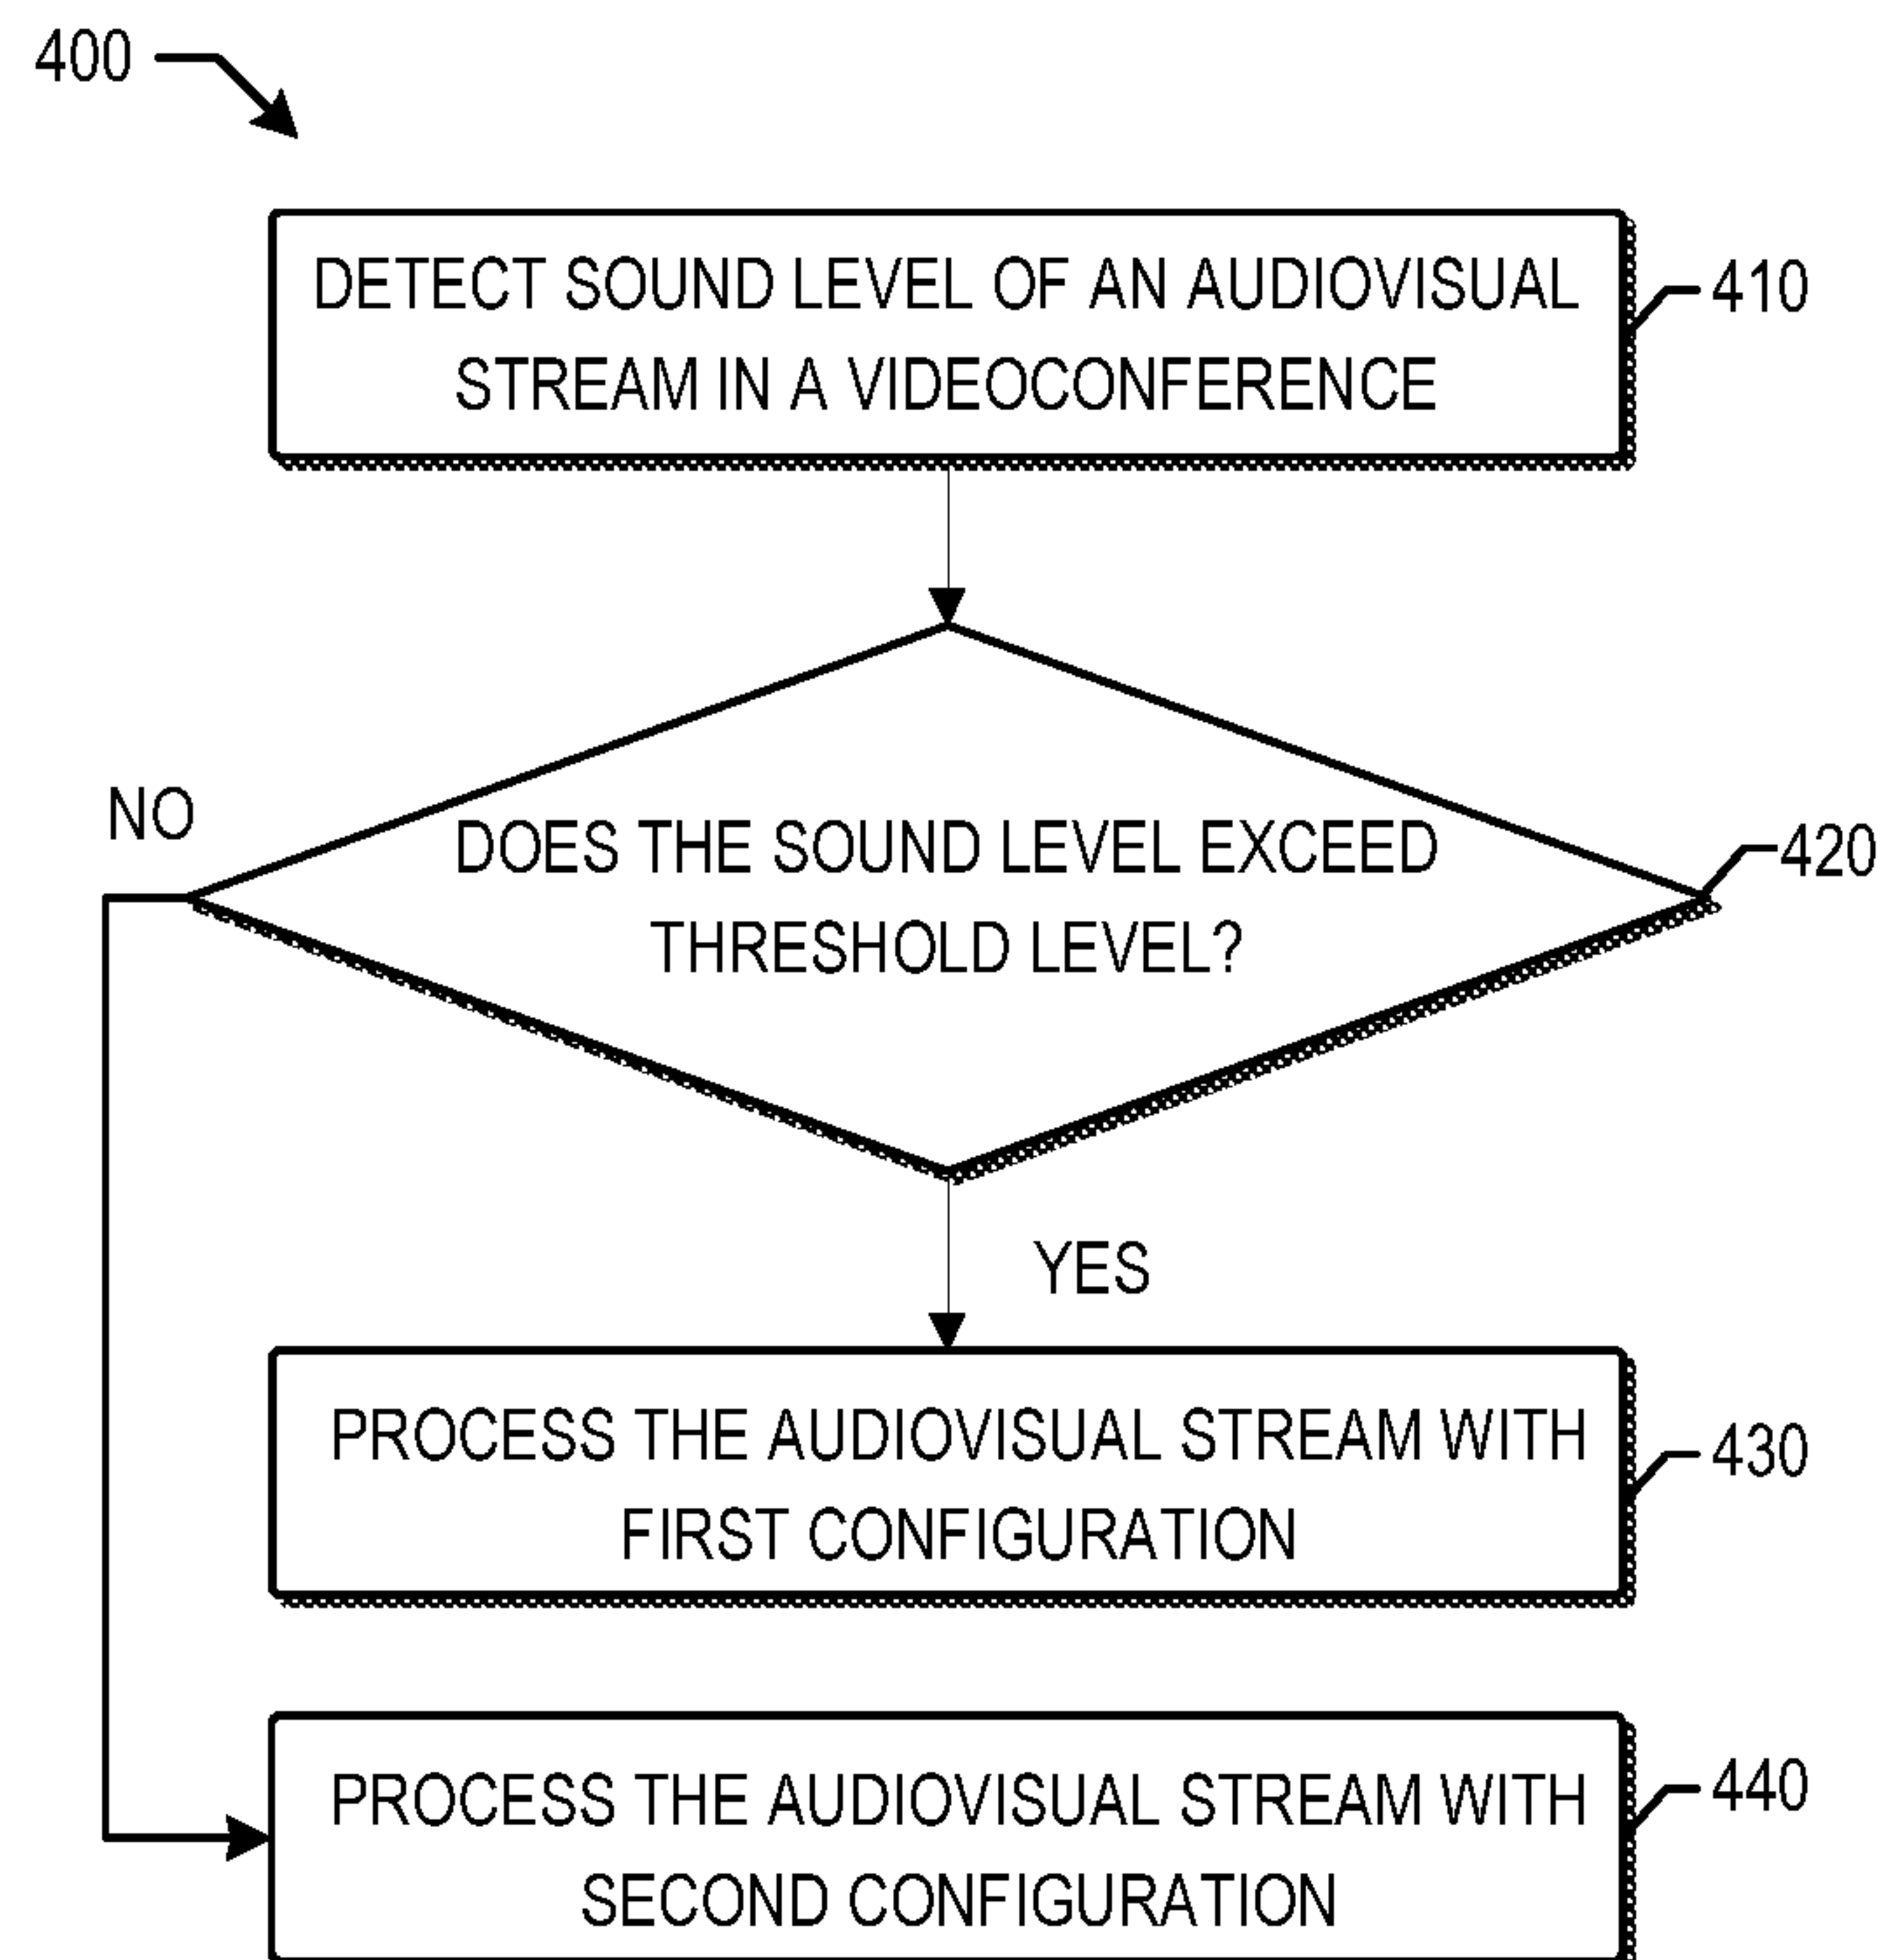 400
DETECT SOUND LEVEL OF AN AUDIOVISUAL
STREAM IN A VIDEOCONFERENCE
410
NO
DOES THE SOUND LEVEL EXCEED
THRESHOLD LEVEL?
420
YES
PROCESS THE AUDIOVISUAL STREAM WITH
FIRST CONFIGURATION
430
PROCESS THE AUDIOVISUAL STREAM WITH
SECOND CONFIGURATION
440